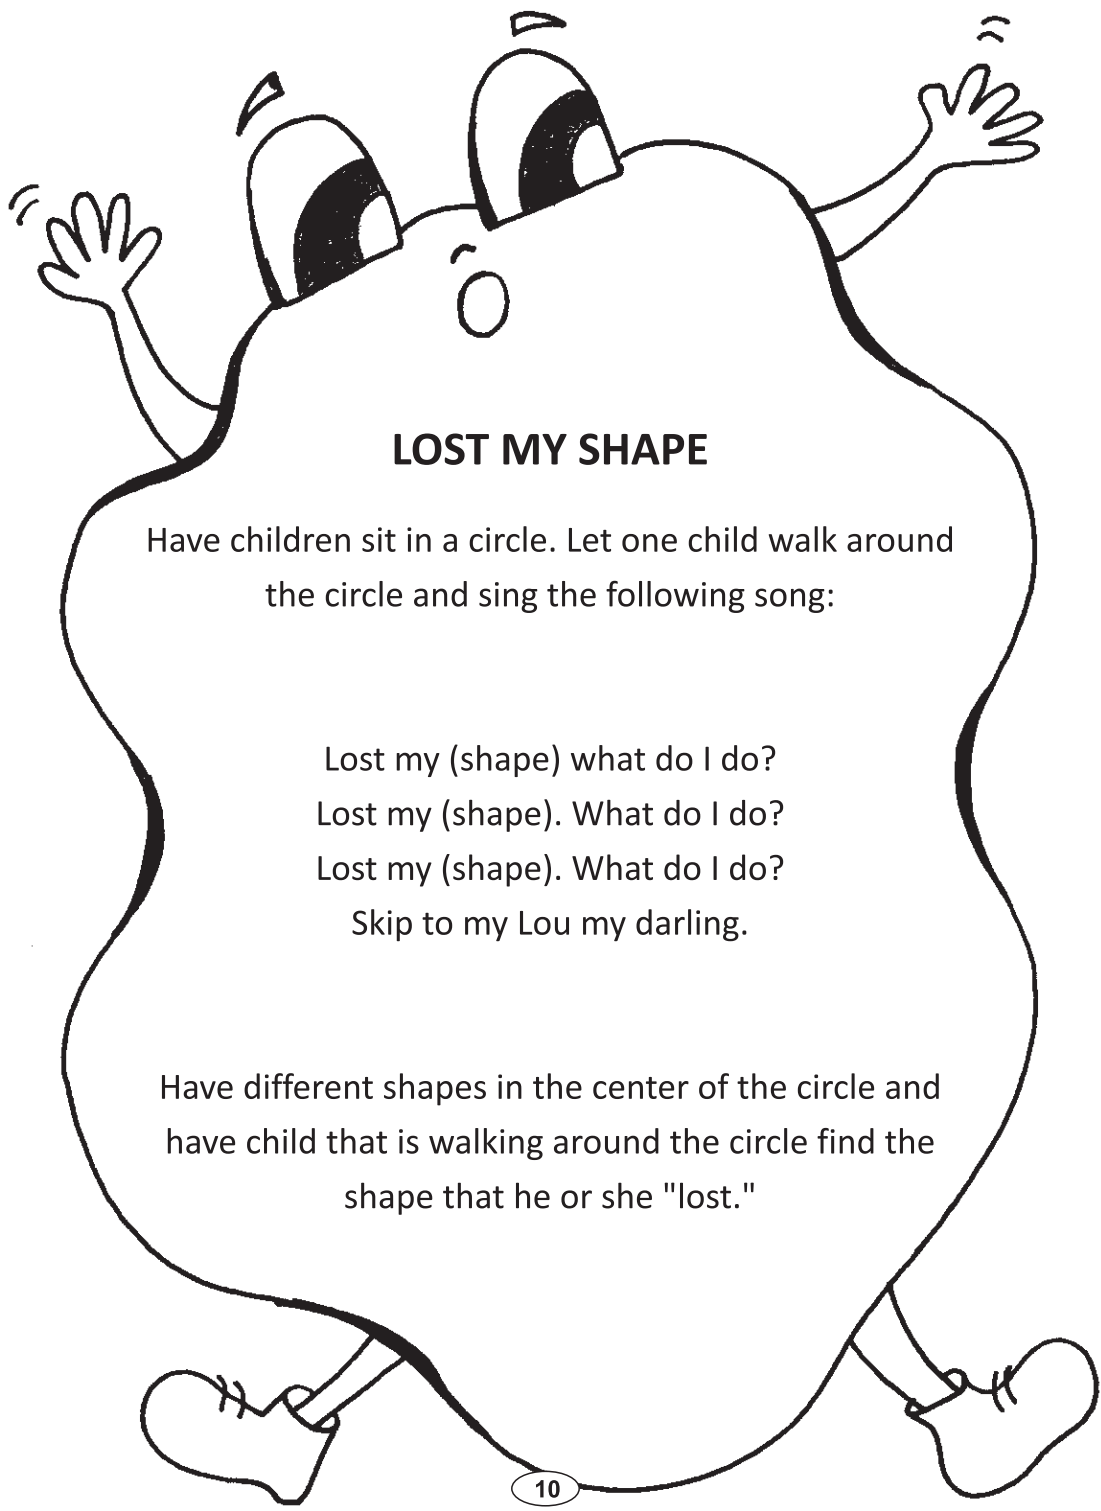 LOST MY SHAPE
Have children sit in a circle. Let one child walk around
the circle and sing the following song:
Lost my (shape) what do I do?
Lost my (shape). What do I do?
Lost my (shape). What do I do?
Skip to my Lou my darling.
Have different shapes in the center of the circle and
have child that is walking around the circle find the
shape that he or she "lost."
10